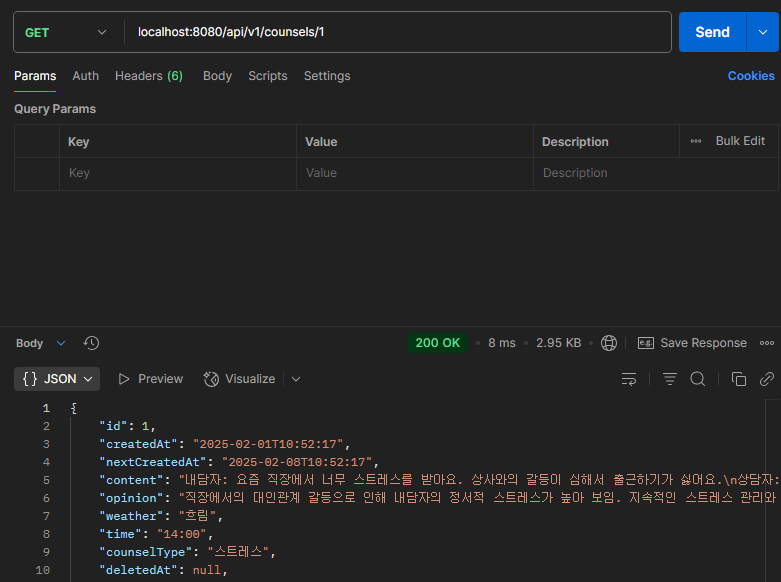 GET localhost:8080/api/v1/counsels/1 Send
Params Auth Headers (6) Body Scripts Settings Cookies
Query Params
Key Value Description Bulk Edit
Key Value Description
Body 200 OK 8 ms 2.95 KB e.g. Save Response
{} JSON Preview Visualize
1 {
2 "id": 1,
3 "createdAt": "2025-02-01T10:52:17",
4 "nextCreatedAt": "2025-02-08T10:52:17",
5 "content": "내담자: 요즘 직장에서 너무 스트레스를 받아요. 상사와의 갈등이 심해서 출근하기가 싫어요.\n상담자:
6 "opinion": "직장에서의 대인관계 갈등으로 인해 내담자의 정서적 스트레스가 높아 보임. 지속적인 스트레스 관리와
7 "weather": "흐림",
8 "time": "14:00",
9 "counselType": "스트레스",
10 "deletedAt": null,